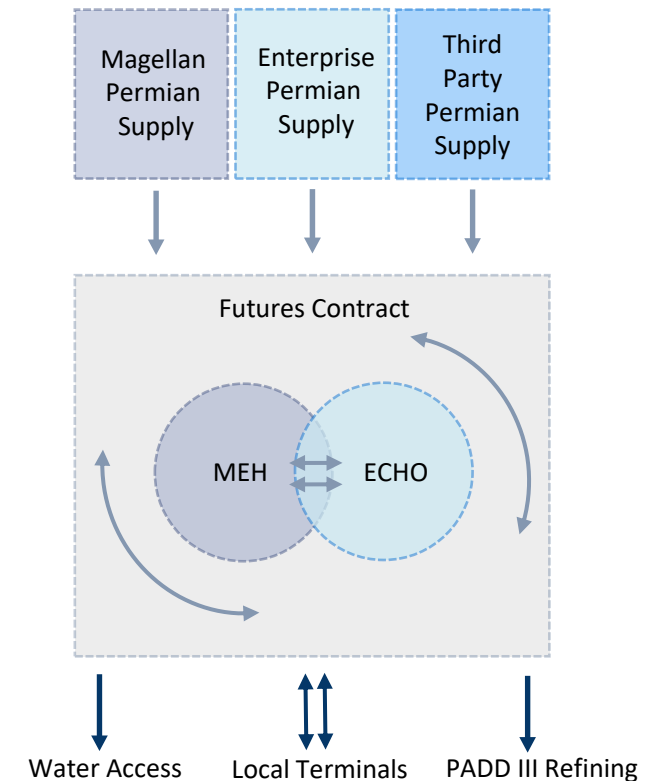 Magellan
Permian
Supply
Enterprise
Permian
Supply
Third
Party
Permian
Supply
Futures Contract
MEH
ECHO
Water Access
Local Terminals
PADD III Refining